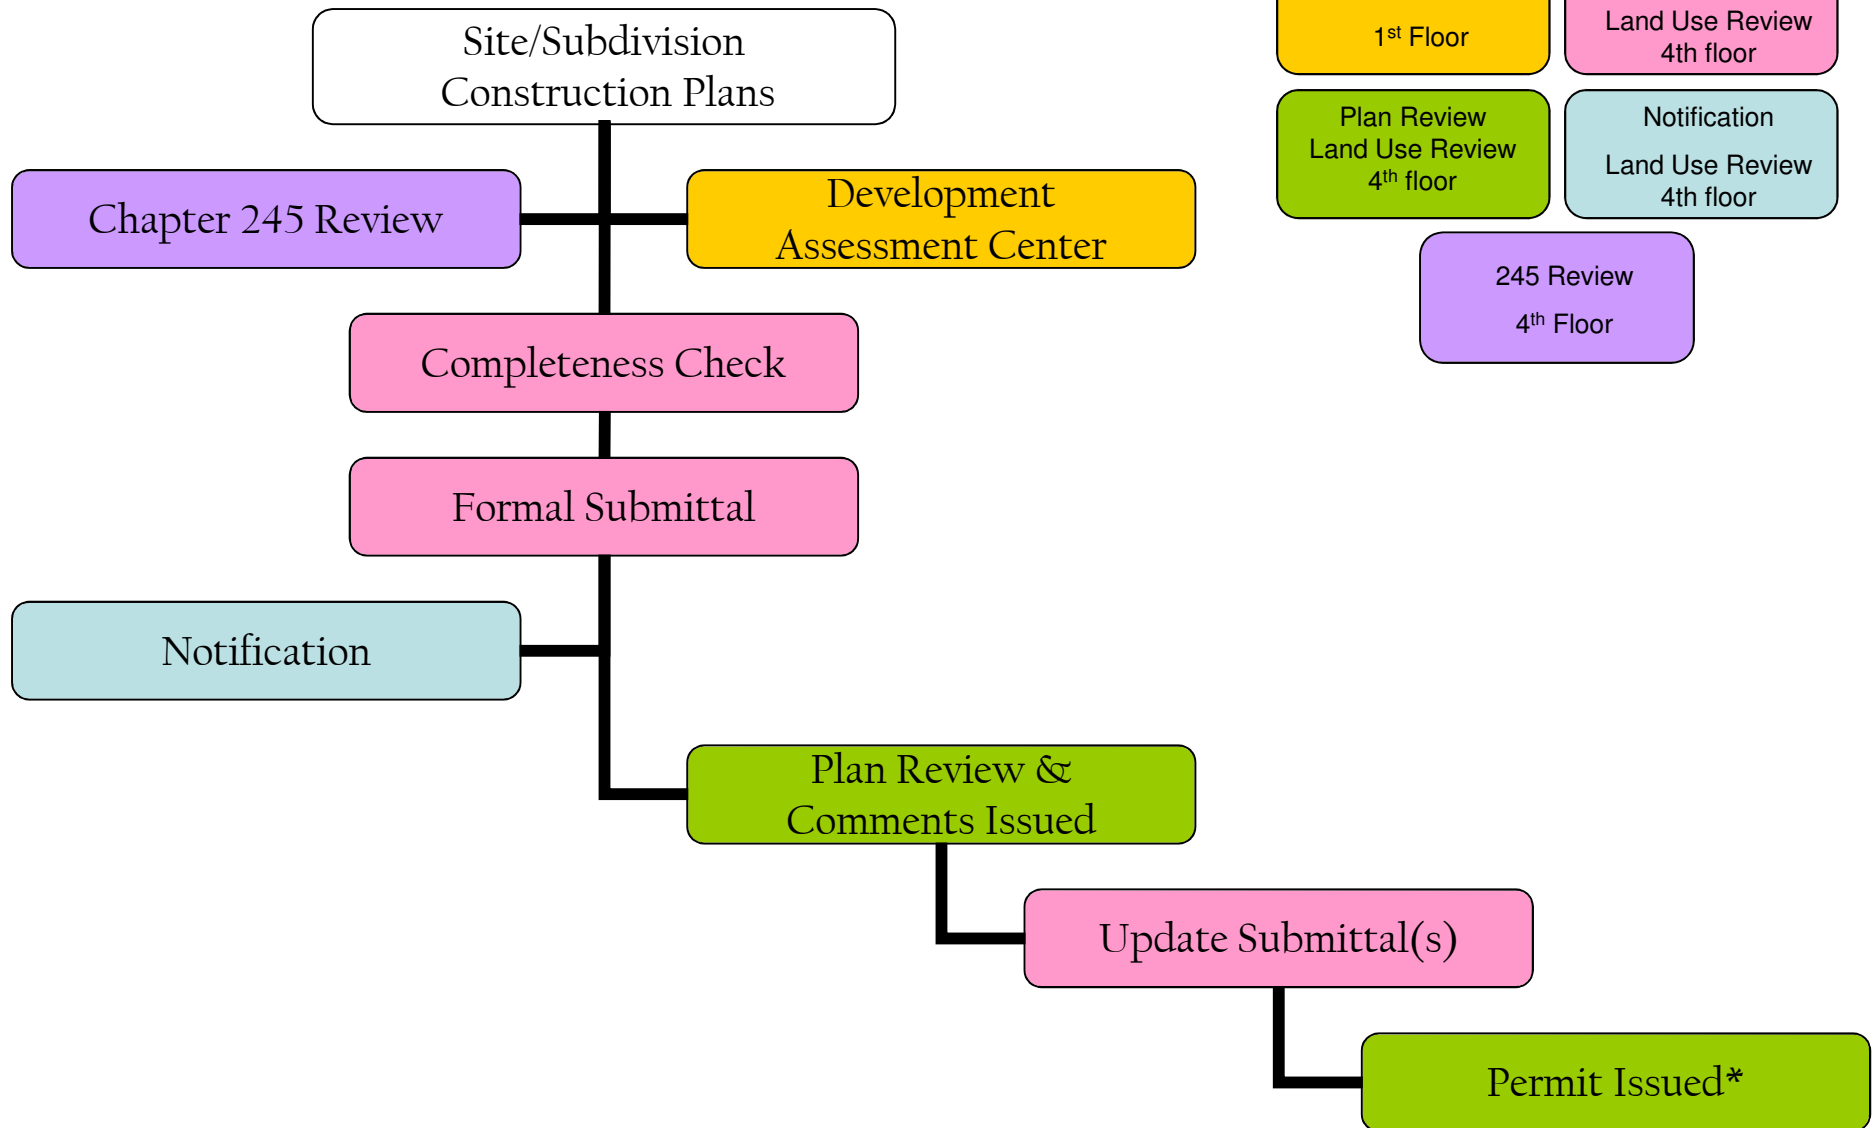 Site/Subdivision
Construction Plans
1st Floor
Land Use Review
4th floor
Plan Review
Land Use Review
4th floor
Notification
Land Use Review
4th floor
Chapter 245 Review
Development
Assessment Center
245 Review
4th Floor
Completeness Check
Formal Submittal
Notification
Plan Review &
Comments Issued
Update Submittal(s)
Permit Issued*